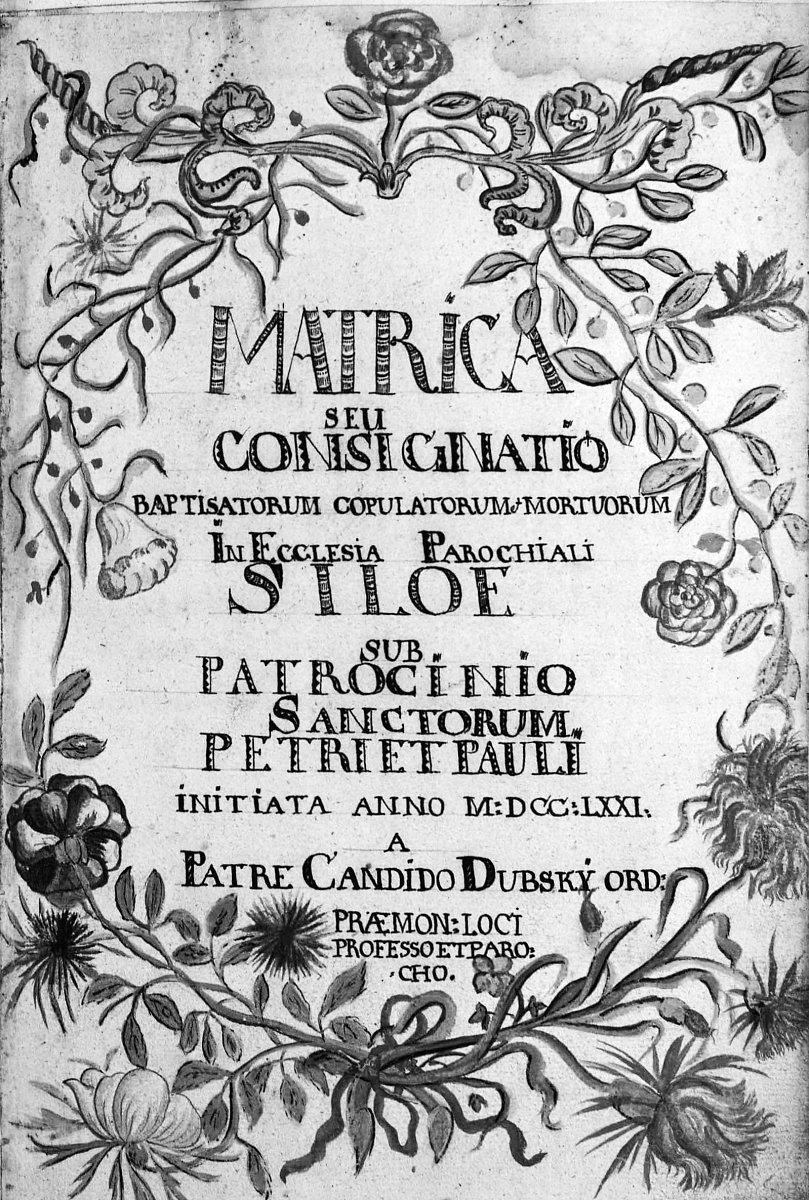 MATRICA
SEU
CONSIGNATIO
BAPTISATORUM COPULATORUM & MORTUORUM
IN ECCLESIA PAROCHIALI
SILOE
SUB
PATROCINIO
SANCTORUM
PETRI ET PAULI
INITIATA ANNO M:DCC:LXXI.
A
PATRE CANDIDO DUBSKÝ ORD:
PRÆMON: LOCI
PROFESSO ET PARO:
CHO.